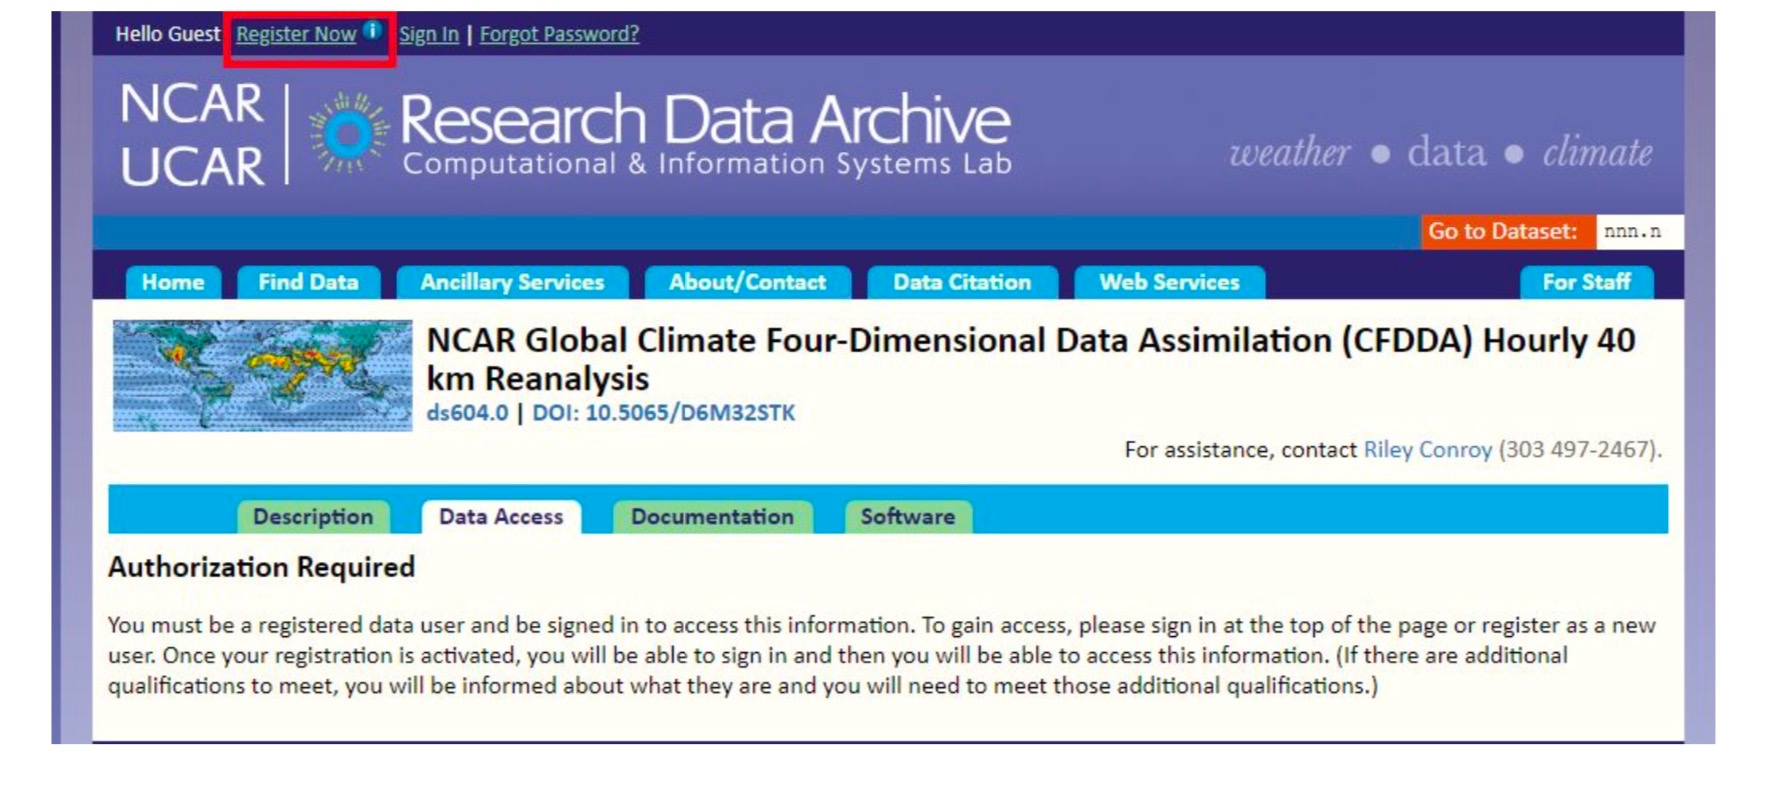 Hello Guest Register Now i Sign In | Forgot Password?
NCAR
UCAR
Research Data Archive
Computational & Information Systems Lab
weather ● data ● climate
Go to Dataset: nnn.n
Home Find Data Ancillary Services About/Contact Data Citation Web Services For Staff
NCAR Global Climate Four-Dimensional Data Assimilation (CFDDA) Hourly 40
km Reanalysis
ds604.0 | DOI: 10.5065/D6M32STK
For assistance, contact Riley Conroy (303 497-2467).
Description Data Access Documentation Software
Authorization Required
You must be a registered data user and be signed in to access this information. To gain access, please sign in at the top of the page or register as a new
user. Once your registration is activated, you will be able to sign in and then you will be able to access this information. (If there are additional
qualifications to meet, you will be informed about what they are and you will need to meet those additional qualifications.)